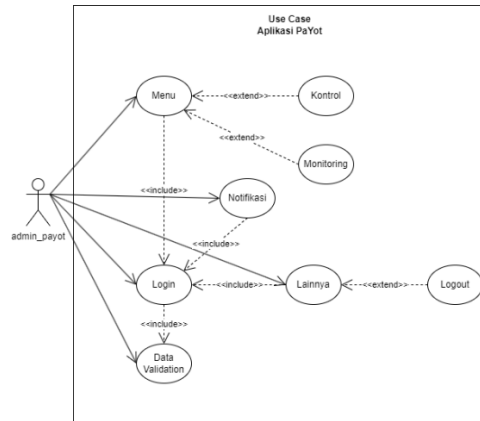 Use Case
Aplikasi PaYot
Menu
<<extend>>
Kontrol
<<extend>>
Monitoring
<<include>>
Notifikasi
admin_payot
<<include>>
Login
<<include>>
Lainnya
<<extend>>
Logout
<<include>>
Data
Validation